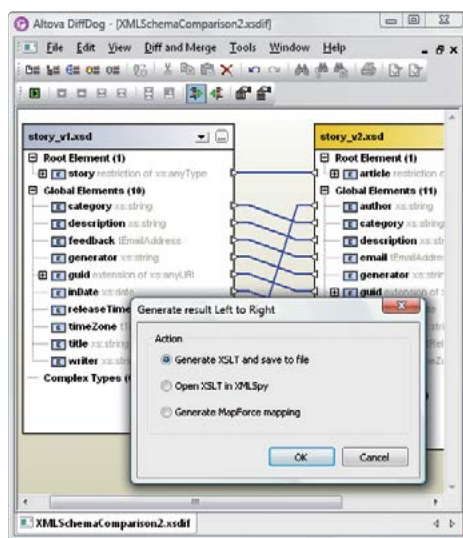 Altova DiffDog - [XMLSchemaComparison2.xsdif]
File Edit View Diff and Merge Tools Window Help
story_v1.xsd
Root Element (1)
story restriction of xs:anyType
Global Elements (10)
category xs:string
description xs:string
feedback tEmailAddress
generator xs:string
guid extension of xs:anyURI
inDate xs:date
releaseTime
timeZone
title xs:
writer xs:
Complex Types
story_v2.xsd
Root Element (1)
article restriction
Global Elements (11)
author xs:string
category xs:string
description xs:
email tEmailAddress
generator xs:
guid extension of
Generate result Left to Right
Action
Generate XSLT and save to file
Open XSLT in XMLSpy
Generate MapForce mapping
OK Cancel
XMLSchemaComparison2.xsdif